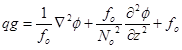 qg = \frac{1}{f_o} \nabla^2 \phi + \frac{f_o}{N_o^2} \frac{\partial^2 \phi}{\partial z^2} + f_o